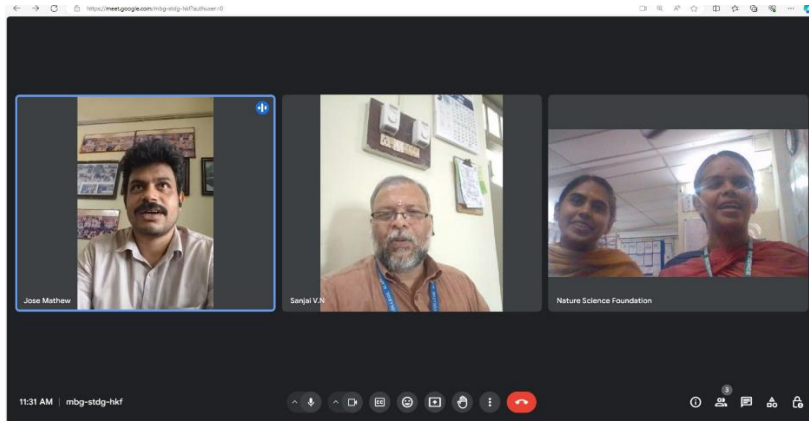 https://meet.google.com/mbg-stdg-hkf?authuser=0
Jose Mathew
Sanjai V.N
Nature Science Foundation
11:31 AM | mbg-stdg-hkf
3